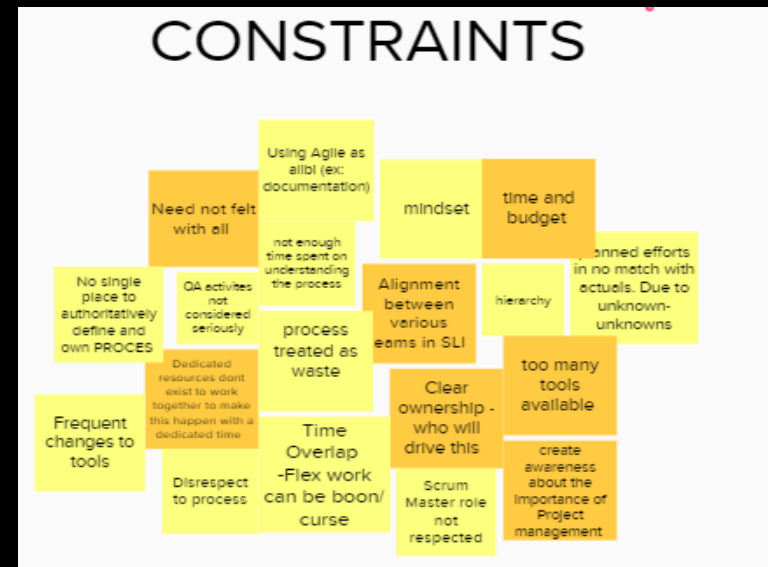 CONSTRAINTS
Using Agile as
alibi (ex:
documentation)
Need not felt
with all
mindset
time and
budget
not enough
time spent on
understanding
the process
anned efforts
in no match with
actuals. Due to
unknown-
unknowns
No single
place to
authoritatively
define and
own PROCES
QA activites
not
considered
seriously
Alignment
between
various
eams in SLI
hierarchy
process
treated as
waste
Dedicated
resources dont
exist to work
together to make
this happen with a
dedicated time
too many
tools
available
Clear
ownership -
who will
drive this
Frequent
changes to
tools
Time
Overlap
-Flex work
can be boon/
curse
create
awareness
about the
Importance of
Project
management
Disrespect
to process
Scrum
Master role
not
respected